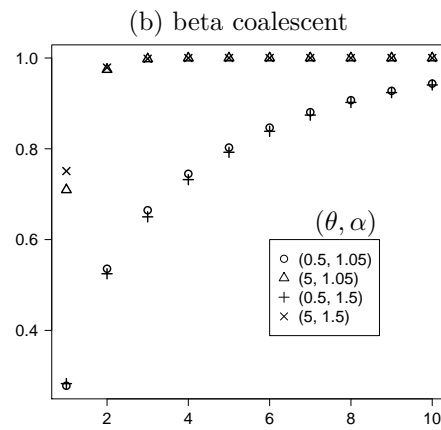 (b) beta coalescent
1.0
0.8
0.6
0.4
(θ, α)
(0.5, 1.05)
(5, 1.05)
(0.5, 1.5)
(5, 1.5)
2 4 6 8 10